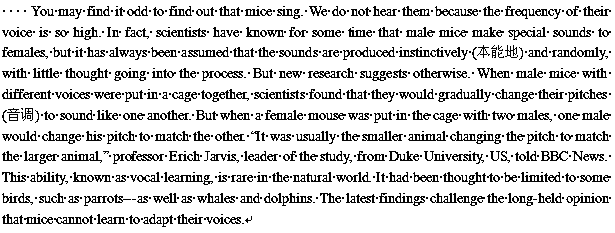 You may find it odd to find out that mice sing. We do not hear them because the frequency of their
voice is so high. In fact, scientists have known for some time that male mice make special sounds to
females, but it has always been assumed that the sounds are produced instinctively (本能地) and randomly,
with little thought going into the process. But new research suggests otherwise. When male mice with
different voices were put in a cage together, scientists found that they would gradually change their pitches
(音调) to sound like one another. But when a female mouse was put in the cage with two males, one male
would change his pitch to match the other. “It was usually the smaller animal changing the pitch to match
the larger animal,” professor Erich Jarvis, leader of the study, from Duke University, US, told BBC News.
This ability, known as vocal learning, is rare in the natural world. It had been thought to be limited to some
birds, such as parrots--- as well as whales and dolphins. The latest findings challenge the long-held opinion
that mice cannot learn to adapt their voices.